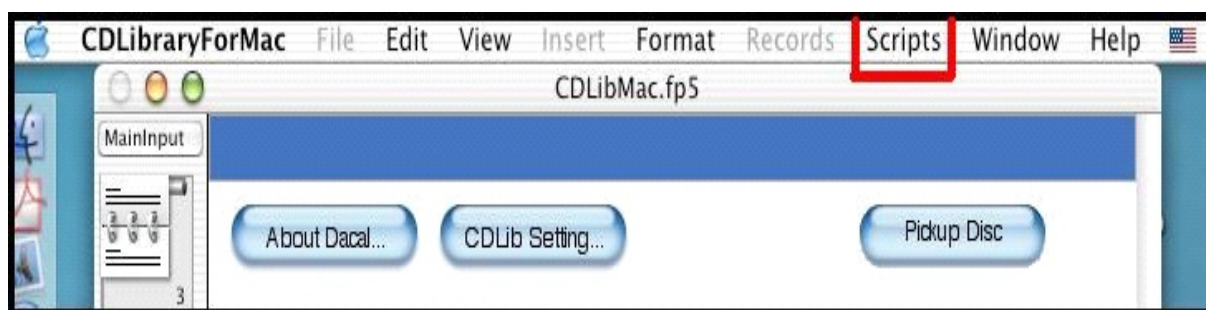 CDLibraryForMac File Edit View Insert Format Records Scripts Window Help
CDLibMac.fp5
MainInput
About Dacal... CDLib Setting... Pickup Disc
3